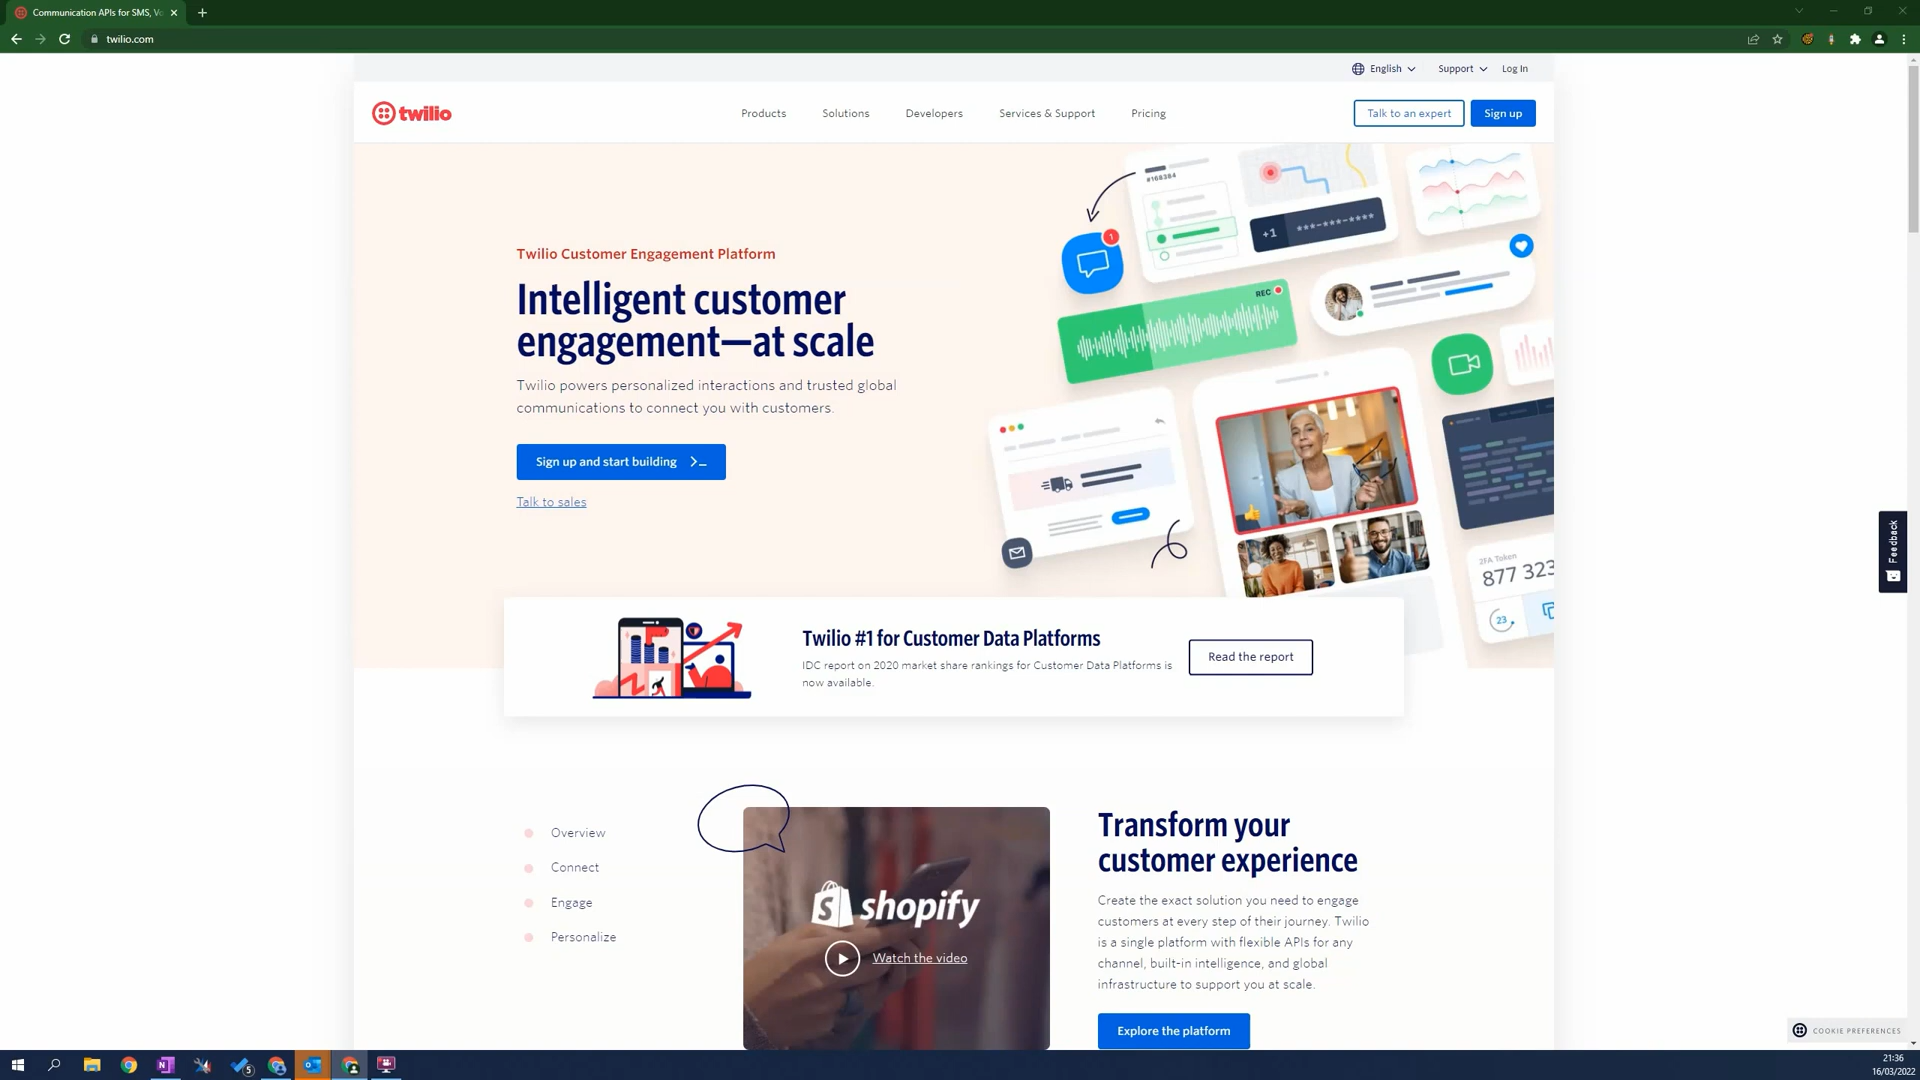 Communication APIs for SMS, Vo
twilio.com
English
Support
Log In
twilio
Products
Solutions
Developers
Services & Support
Pricing
Talk to an expert
Sign up
#168384
+1 ***-***-****
1
REC
Twilio Customer Engagement Platform
Intelligent customer
engagement—at scale
Twilio powers personalized interactions and trusted global
communications to connect you with customers.
Sign up and start building
Talk to sales
2FA Token
877 323
23
Feedback
Twilio #1 for Customer Data Platforms
IDC report on 2020 market share rankings for Customer Data Platforms is
now available.
Read the report
Overview
Connect
Engage
Personalize
shopify
Watch the video
Transform your
customer experience
Create the exact solution you need to engage
customers at every step of their journey. Twilio
is a single platform with flexible APIs for any
channel, built-in intelligence, and global
infrastructure to support you at scale.
Explore the platform
COOKIE PREFERENCES
5
21:36
16/03/2022